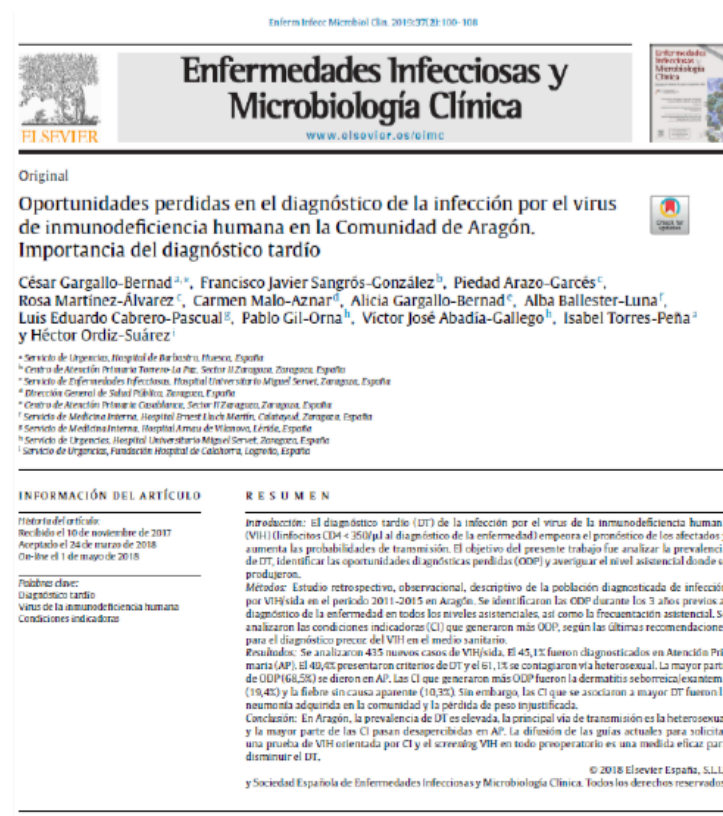 Enferm Infecc Microbiol Clin. 2019;37(2):100–108
ELSEVIER
Enfermedades Infecciosas y
Microbiología Clínica
www.elsevier.es/eimc
Enfermedades
Infecciosas y
Microbiología
Clínica
Original
Oportunidades perdidas en el diagnóstico de la infección por el virus
de inmunodeficiencia humana en la Comunidad de Aragón.
Importancia del diagnóstico tardío
Check for
updates
César Gargallo-Bernad a,*, Francisco Javier Sangrós-González b, Piedad Arazo-Garcés c,
Rosa Martínez-Álvarez c, Carmen Malo-Aznar d, Alicia Gargallo-Bernad e, Alba Ballester-Luna f,
Luis Eduardo Cabrero-Pascual g, Pablo Gil-Orna h, Víctor José Abadía-Gallego h, Isabel Torres-Peña a
y Héctor Ordiz-Suárez i
a Servicio de Urgencias, Hospital de Barbastro, Huesca, España
b Centro de Atención Primaria Torrero-La Paz, Sector II Zaragoza, Zaragoza, España
c Servicio de Enfermedades Infecciosas, Hospital Universitario Miguel Servet, Zaragoza, España
d Dirección General de Salud Pública, Zaragoza, España
e Centro de Atención Primaria Casablanca, Sector II Zaragoza, Zaragoza, España
f Servicio de Medicina Interna, Hospital Ernest Lluch Martín, Calatayud, Zaragoza, España
g Servicio de Medicina Interna, Hospital Arnau de Vilanova, Lérida, España
h Servicio de Urgencias, Hospital Universitario Miguel Servet, Zaragoza, España
i Servicio de Urgencias, Fundación Hospital de Calahorra, Logroño, España
INFORMACIÓN DEL ARTÍCULO
Historia del artículo:
Recibido el 10 de noviembre de 2017
Aceptado el 24 de marzo de 2018
On-line el 1 de mayo de 2018
Palabras clave:
Diagnóstico tardío
Virus de la inmunodeficiencia humana
Condiciones indicadoras
RESUMEN
Introducción: El diagnóstico tardío (DT) de la infección por el virus de la inmunodeficiencia human
(VIH) (linfocitos CD4 < 350/μl al diagnóstico de la enfermedad) empeora el pronóstico de los afectados y
aumenta las probabilidades de transmisión. El objetivo del presente trabajo fue analizar la prevalenci
de DT, identificar las oportunidades diagnósticas perdidas (ODP) y averiguar el nivel asistencial donde s
produjeron.
Métodos: Estudio retrospectivo, observacional, descriptivo de la población diagnosticada de infecció
por VIH/sida en el periodo 2011-2015 en Aragón. Se identificaron las ODP durante los 3 años previos a
diagnóstico de la enfermedad en todos los niveles asistenciales, así como la frecuentación asistencial. S
analizaron las condiciones indicadoras (CI) que generaron más ODP, según las últimas recomendacione
para el diagnóstico precoz del VIH en el medio sanitario.
Resultados: Se analizaron 435 nuevos casos de VIH/sida. El 45,1% fueron diagnosticados en Atención Pri
maria (AP). El 49,4% presentaron criterios de DT y el 61,1% se contagiaron vía heterosexual. La mayor part
de ODP (68,5%) se dieron en AP. Las CI que generaron más ODP fueron la dermatitis seborreica/exantem
(19,4%) y la fiebre sin causa aparente (10,3%). Sin embargo, las CI que se asociaron a mayor DT fueron l
neumonía adquirida en la comunidad y la pérdida de peso injustificada.
Conclusión: En Aragón, la prevalencia de DT es elevada, la principal vía de transmisión es la heterosexua
y la mayor parte de las CI pasan desapercibidas en AP. La difusión de las guías actuales para solicita
una prueba de VIH orientada por CI y el screening VIH en todo preoperatorio es una medida eficaz par
disminuir el DT.
© 2018 Elsevier España, S.L.U
y Sociedad Española de Enfermedades Infecciosas y Microbiología Clínica. Todos los derechos reservados